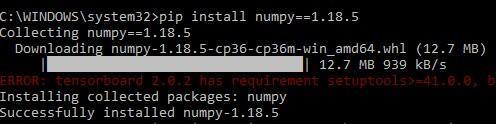 C:\WINDOWS\system32>pip install numpy==1.18.5
Collecting numpy==1.18.5
Downloading numpy-1.18.5-cp36-cp36m-win_amd64.whl (12.7 MB)
| | 12.7 MB 939 kB/s
ERROR: tensorboard 2.0.2 has requirement setuptools>=41.0.0, b
Installing collected packages: numpy
Successfully installed numpy-1.18.5